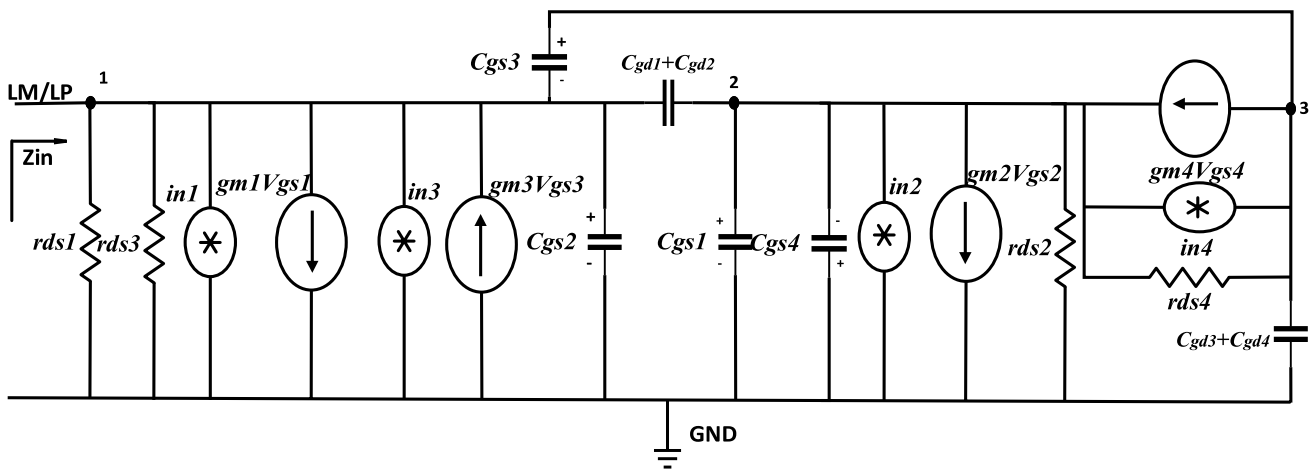 +
Cgs3
-
Cgd1+Cgd2
LM/LP
1
2
3
Zin
rds1
rds3
in1
gm1Vgs1
in3
gm3Vgs3
+
Cgs2
-
+
Cgs1
-
-
Cgs4
+
in2
gm2Vgs2
rds2
gm4Vgs4
in4
rds4
Cgd3+Cgd4
GND